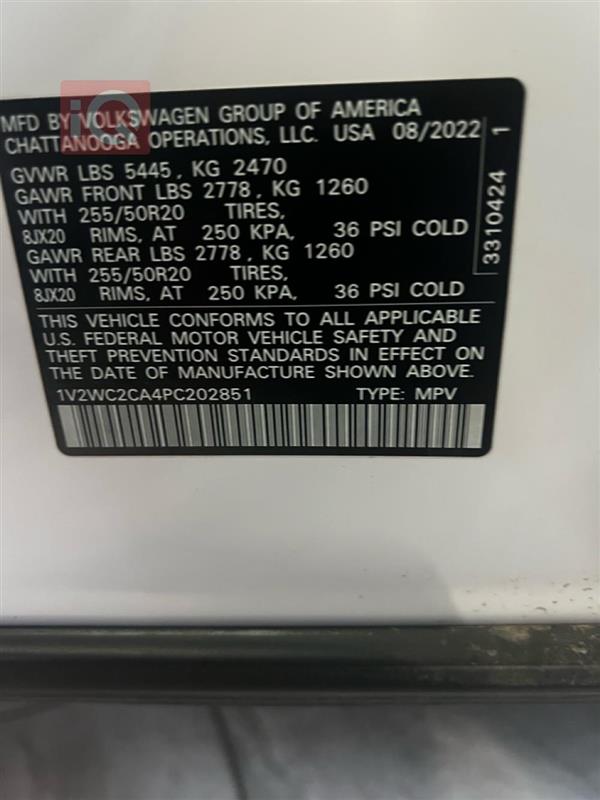 iQ
MFD BY VOLKSWAGEN GROUP OF AMERICA
CHATTANOOGA OPERATIONS, LLC. USA 08/2022
GVWR LBS 5445, KG 2470
GAWR FRONT LBS 2778, KG 1260
WITH 255/50R20 TIRES,
8JX20 RIMS, AT 250 KPA, 36 PSI COLD
GAWR REAR LBS 2778, KG 1260
WITH 255/50R20 TIRES,
8JX20 RIMS, AT 250 KPA, 36 PSI COLD
THIS VEHICLE CONFORMS TO ALL APPLICABLE
U.S. FEDERAL MOTOR VEHICLE SAFETY AND
THEFT PREVENTION STANDARDS IN EFFECT ON
THE DATE OF MANUFACTURE SHOWN ABOVE.
1V2WC2CA4PC202851 TYPE: MPV
3310424 1